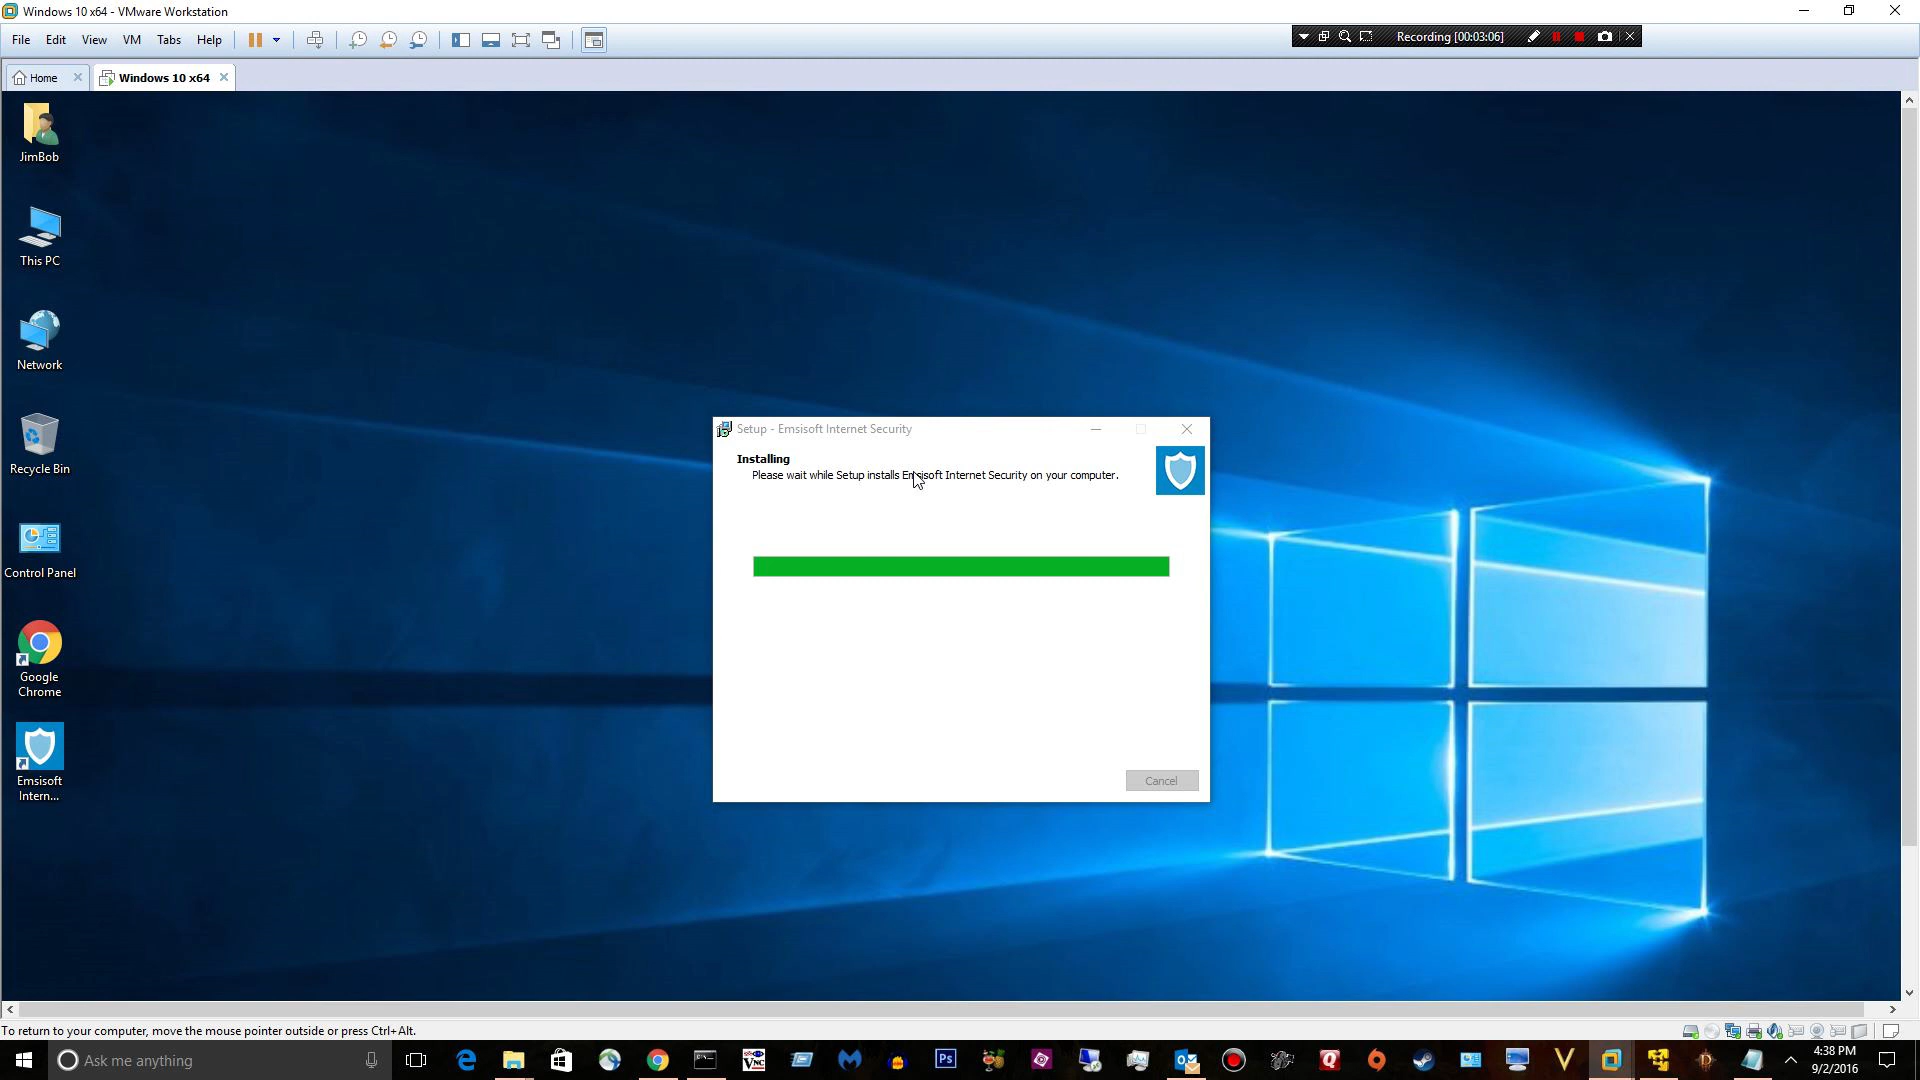 Windows 10 x64 - VMware Workstation
File Edit View VM Tabs Help
Recording [00:03:06]
Home
Windows 10 x64
JimBob
This PC
Network
Recycle Bin
Control Panel
Google
Chrome
Emsisoft
Intern...
Setup - Emsisoft Internet Security
Installing
Please wait while Setup installs Emsisoft Internet Security on your computer.
Cancel
To return to your computer, move the mouse pointer outside or press Ctrl+Alt.
Ask me anything
Ps
4:38 PM
9/2/2016